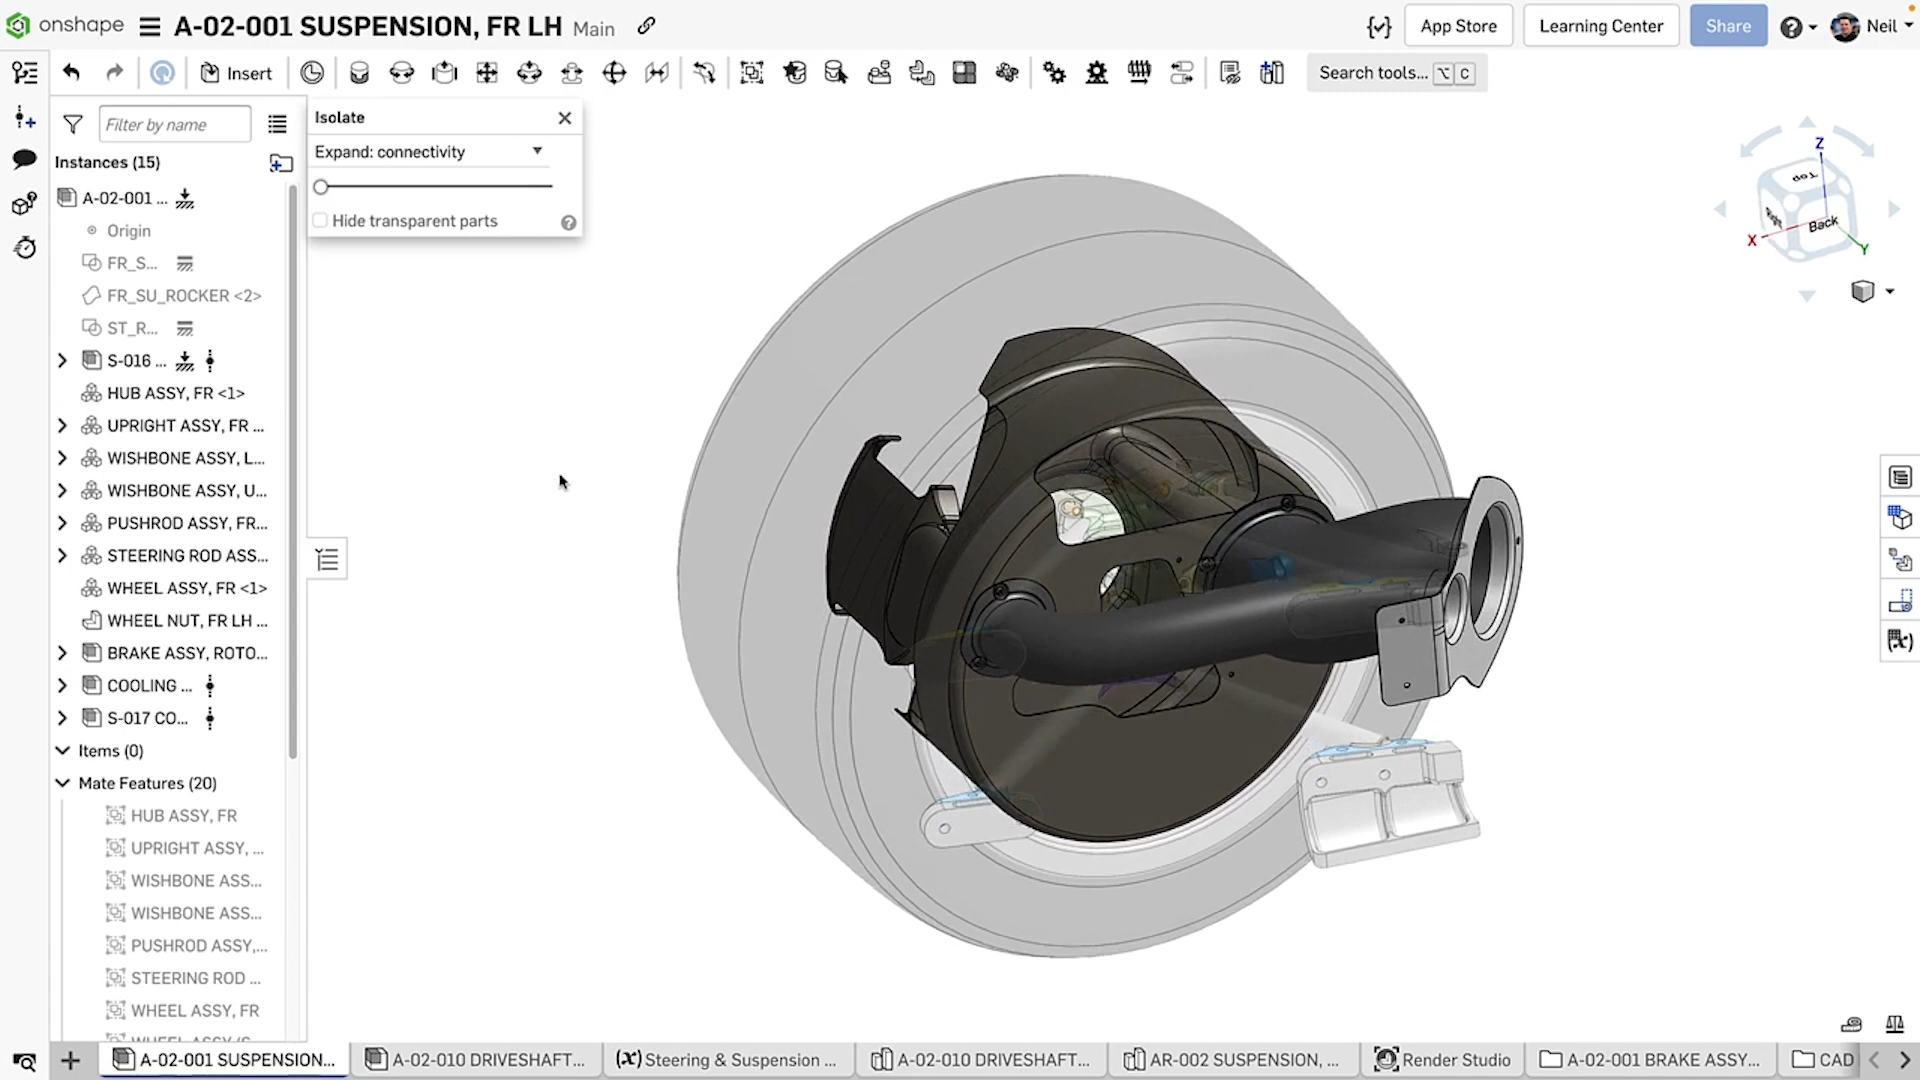 onshape
A-02-001 SUSPENSION, FR LH Main
App Store
Learning Center
Share
Neil
Insert
Search tools... ⌥ C
Filter by name
Instances (15)
A-02-001 ...
Origin
FR_S...
FR_SU_ROCKER <2>
ST_R...
S-016 ...
HUB ASSY, FR <1>
UPRIGHT ASSY, FR ...
WISHBONE ASSY, L...
WISHBONE ASSY, U...
PUSHROD ASSY, FR...
STEERING ROD ASS...
WHEEL ASSY, FR <1>
WHEEL NUT, FR LH ...
BRAKE ASSY, ROTO...
COOLING ...
S-017 CO...
Items (0)
Mate Features (20)
HUB ASSY, FR
UPRIGHT ASSY, ...
WISHBONE ASS...
WISHBONE ASS...
PUSHROD ASSY,...
STEERING ROD ...
WHEEL ASSY, FR
Isolate
Expand: connectivity
Hide transparent parts
Z
Top
Right
Back
X
Y
A-02-001 SUSPENSION...
A-02-010 DRIVESHAFT...
(x) Steering & Suspension ...
A-02-010 DRIVESHAFT...
AR-002 SUSPENSION, ...
Render Studio
A-02-001 BRAKE ASSY...
CAD